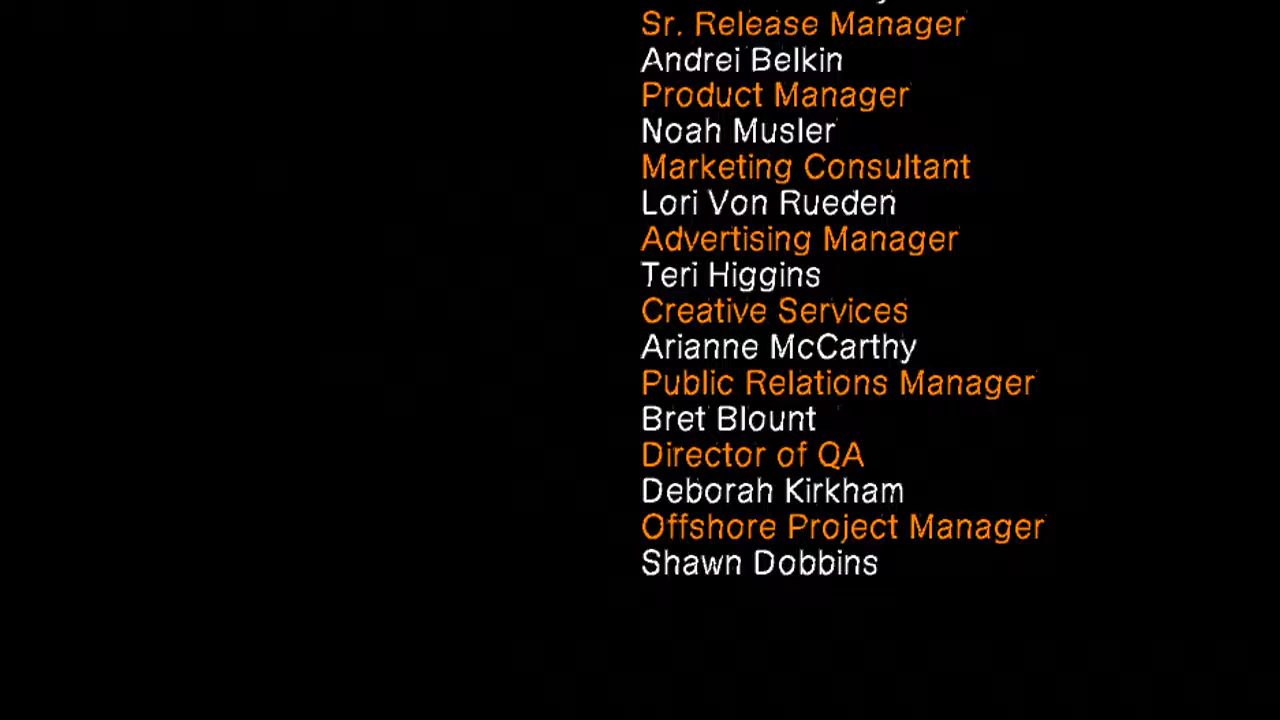 Sr. Release Manager
Andrei Belkin
Product Manager
Noah Musler
Marketing Consultant
Lori Von Rueden
Advertising Manager
Teri Higgins
Creative Services
Arianne McCarthy
Public Relations Manager
Bret Blount
Director of QA
Deborah Kirkham
Offshore Project Manager
Shawn Dobbins